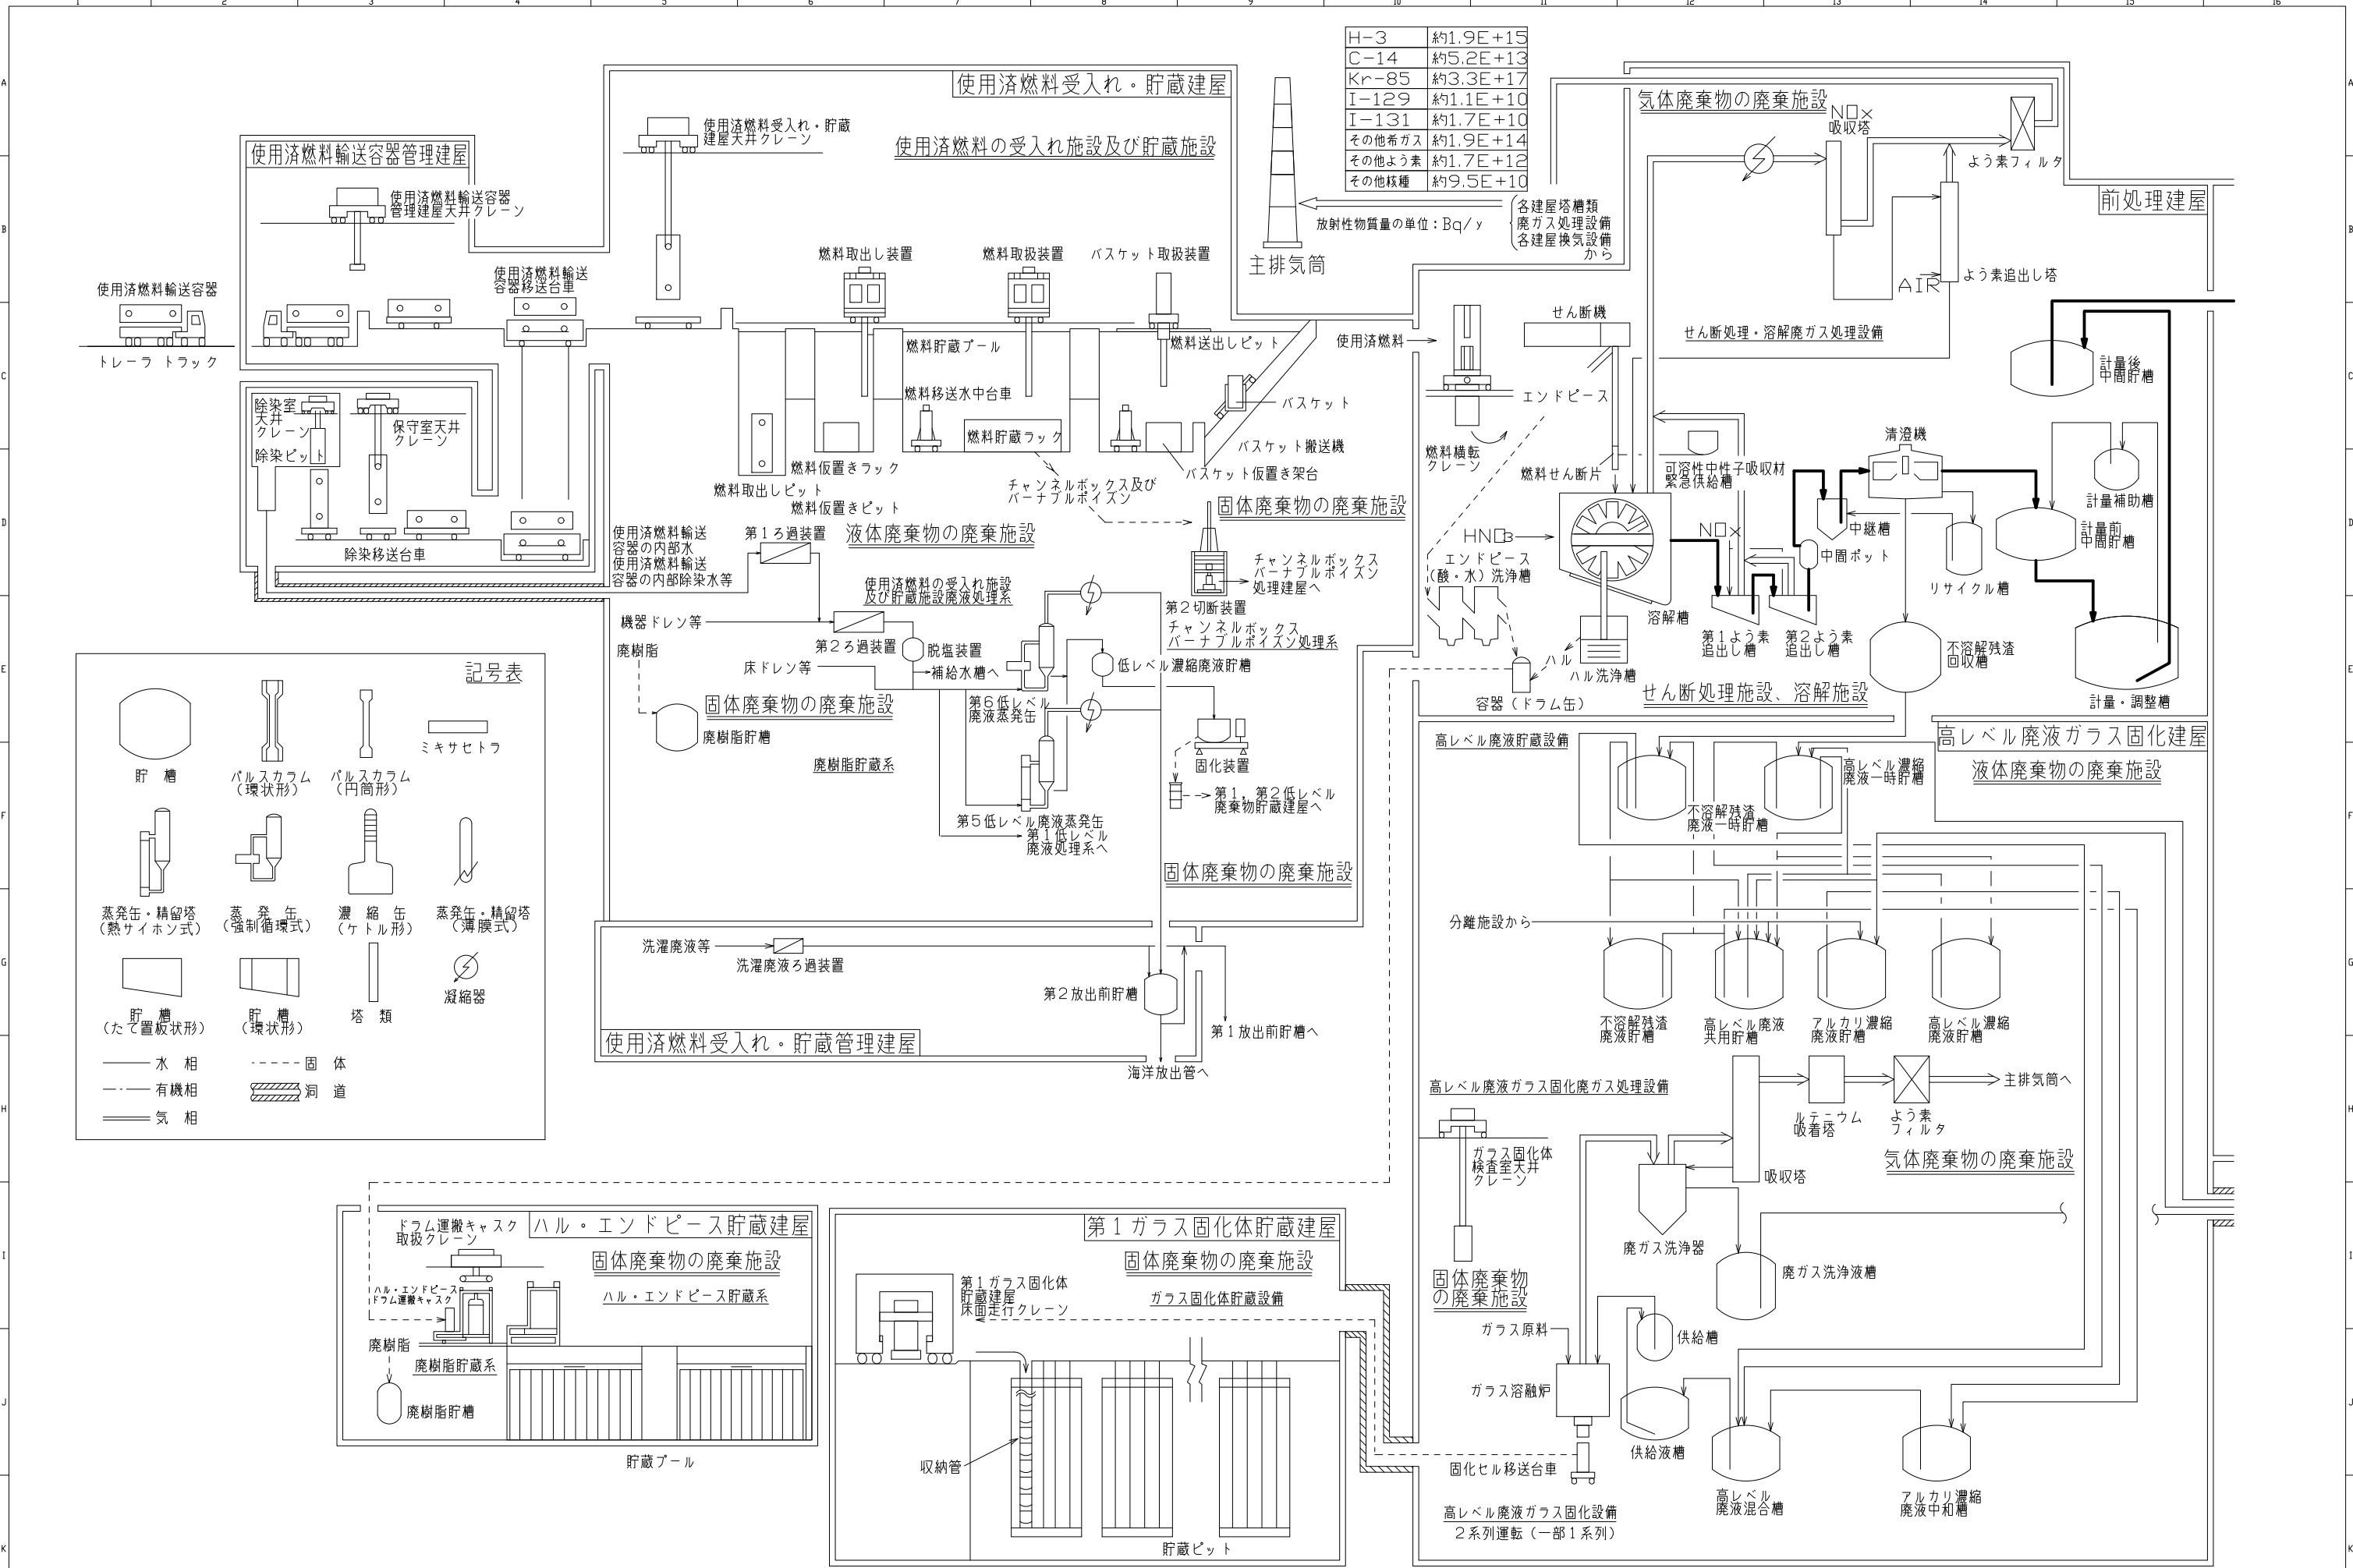 1 2 3 4 5 6 7 8 9 10 11 12 13 14 15 16
A
B
C
D
E
F
G
H
I
J
K
使用済燃料受入れ・貯蔵建屋
使用済燃料の受入れ施設及び貯蔵施設
使用済燃料受入れ・貯蔵
建屋天井クレーン
使用済燃料輸送容器管理建屋
使用済燃料輸送容器
管理建屋天井クレーン
使用済燃料輸送
容器移送台車
使用済燃料輸送容器
トレーラ トラック
燃料取出し装置
燃料取扱装置
バスケット取扱装置
燃料貯蔵プール
燃料送出しピット
燃料移送水中台車
燃料貯蔵ラック
バスケット
バスケット搬送機
バスケット仮置き架台
燃料仮置きラック
燃料取出しピット
燃料仮置きピット
チャンネルボックス及び
バーナブルポイズン
除染室
天井
クレーン
除染ピット
保守室天井
クレーン
除染移送台車
H-3 約1.9E+15
C-14 約5.2E+13
Kr-85 約3.3E+17
I-129 約1.1E+10
I-131 約1.7E+10
その他希ガス 約1.9E+14
その他よう素 約1.7E+12
その他核種 約9.5E+10
放射性物質量の単位：Bq/y
各建屋塔槽類
廃ガス処理設備
各建屋換気設備
から
主排気筒
気体廃棄物の廃棄施設
NOx
吸収塔
よう素フィルタ
前処理建屋
よう素追出し塔
AIR
せん断処理・溶解廃ガス処理設備
使用済燃料
せん断機
エンドピース
燃料横転
クレーン
燃料せん断片
可溶性中性子吸収材
緊急供給槽
清澄機
計量後
中間貯槽
計量補助槽
計量前
中間貯槽
中継槽
中間ポット
リサイクル槽
NOx
HNO3
エンドピース
（酸・水）洗浄槽
溶解槽
第1よう素
追出し槽
第2よう素
追出し槽
不溶解残渣
回収槽
計量・調整槽
ハル
ハル洗浄槽
容器（ドラム缶）
せん断処理施設、溶解施設
使用済燃料輸送
容器の内部水
使用済燃料輸送
容器の内部除染水等
第1ろ過装置
液体廃棄物の廃棄施設
固体廃棄物の廃棄施設
使用済燃料の受入れ施設
及び貯蔵施設廃液処理系
チャンネルボックス
バーナブルポイズン
処理建屋へ
第2切断装置
チャンネルボックス
バーナブルポイズン処理系
機器ドレン等
第2ろ過装置
脱塩装置
廃樹脂
床ドレン等
補給水槽へ
低レベル濃縮廃液貯槽
固体廃棄物の廃棄施設
第6低レベル
廃液蒸発缶
廃樹脂貯槽
廃樹脂貯蔵系
固化装置
第1，第2低レベル
廃棄物貯蔵建屋へ
第5低レベル廃液蒸発缶
第1低レベル
廃液処理系へ
固体廃棄物の廃棄施設
洗濯廃液等
洗濯廃液ろ過装置
第2放出前貯槽
第1放出前貯槽へ
使用済燃料受入れ・貯蔵管理建屋
海洋放出管へ
記号表
貯 槽
パルスカラム
（環状形）
パルスカラム
（円筒形）
ミキサセトラ
蒸発缶・精留塔
（熱サイホン式）
蒸 発 缶
（強制循環式）
濃 縮 缶
（ケトル形）
蒸発缶・精留塔
（薄膜式）
貯 槽
（たて置板状形）
貯 槽
（環状形）
塔 類
凝縮器
水 相
固 体
有機相
洞 道
気 相
高レベル廃液貯蔵設備
高レベル廃液ガラス固化建屋
液体廃棄物の廃棄施設
高レベル濃縮
廃液一時貯槽
不溶解残渣
廃液一時貯槽
分離施設から
不溶解残渣
廃液貯槽
高レベル廃液
共用貯槽
アルカリ濃縮
廃液貯槽
高レベル濃縮
廃液貯槽
高レベル廃液ガラス固化廃ガス処理設備
主排気筒へ
ルテニウム
吸着塔
よう素
フィルタ
気体廃棄物の廃棄施設
ガラス固化体
検査室天井
クレーン
吸収塔
廃ガス洗浄器
廃ガス洗浄液槽
固体廃棄物
の廃棄施設
ガラス原料
供給槽
ガラス溶融炉
供給液槽
固化セル移送台車
高レベル
廃液混合槽
アルカリ濃縮
廃液中和槽
高レベル廃液ガラス固化設備
2系列運転（一部1系列）
ドラム運搬キャスク
取扱クレーン
ハル・エンドピース貯蔵建屋
固体廃棄物の廃棄施設
ハル・エンドピース
ドラム運搬キャスク
ハル・エンドピース貯蔵系
廃樹脂
廃樹脂貯蔵系
廃樹脂貯槽
貯蔵プール
第1ガラス固化体貯蔵建屋
固体廃棄物の廃棄施設
第1ガラス固化体
貯蔵建屋
床面走行クレーン
ガラス固化体貯蔵設備
収納管
貯蔵ピット